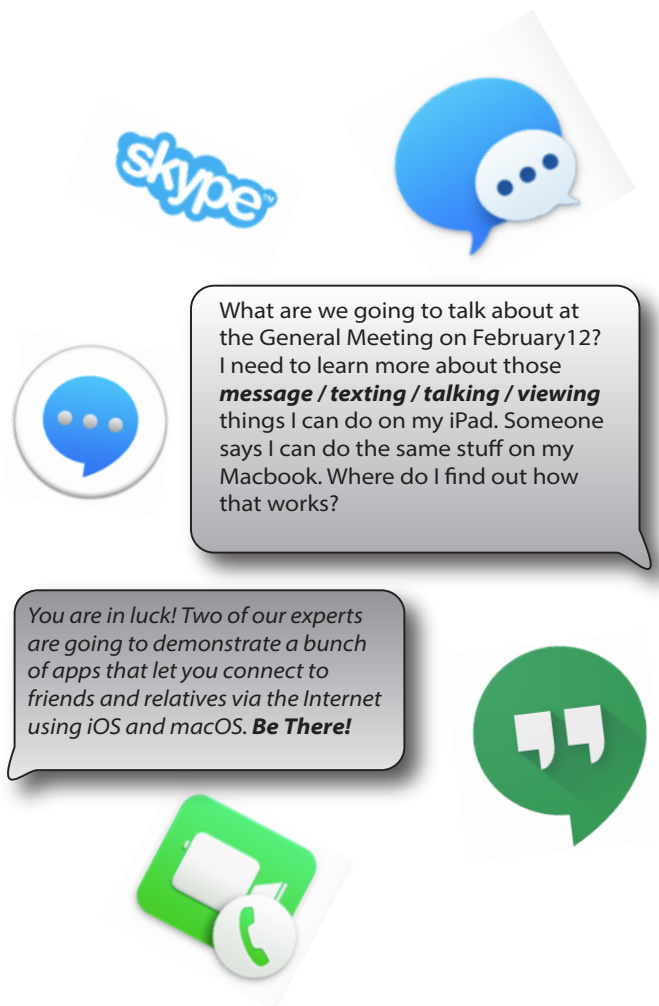 skype™
What are we going to talk about at
the General Meeting on February12?
I need to learn more about those
message / texting / talking / viewing
things I can do on my iPad. Someone
says I can do the same stuff on my
Macbook. Where do I find out how
that works?
You are in luck! Two of our experts
are going to demonstrate a bunch
of apps that let you connect to
friends and relatives via the Internet
using iOS and macOS. Be There!